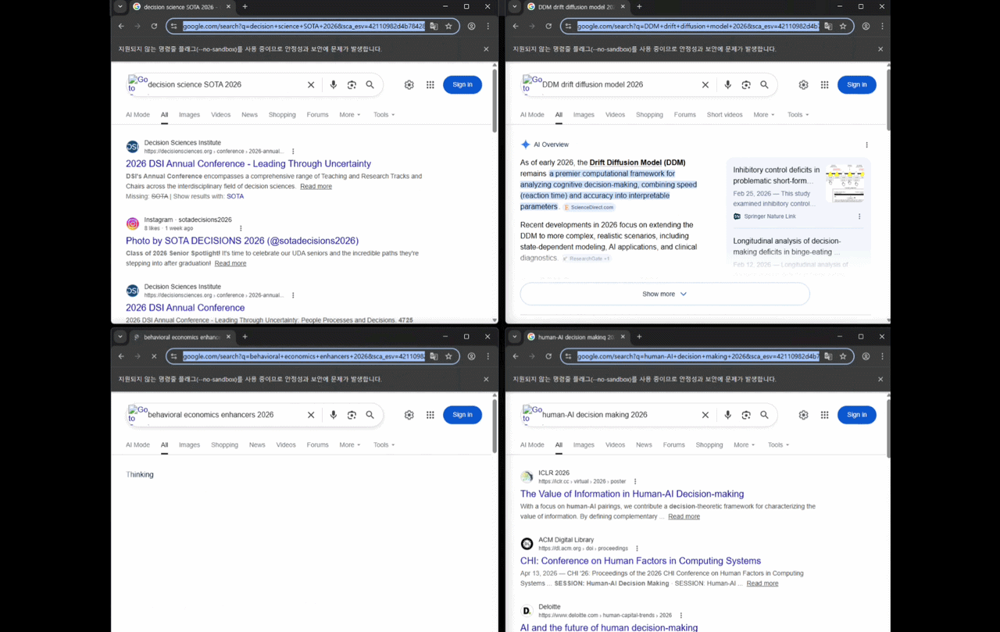 decision science SOTA 2026 -
google.com/search?q=decision+science+SOTA+2026&sca_esv=42110982d4b78428
지원되지 않는 명령줄 플래그(--no-sandbox)를 사용 중이므로 안정성과 보안에 문제가 발생합니다.
Go to
decision science SOTA 2026
Sign in
AI Mode All Images Videos News Shopping Forums More Tools
Decision Sciences Institute
https://decisionsciences.org › conference › 2026-annual...
2026 DSI Annual Conference - Leading Through Uncertainty
DSI's Annual Conference encompasses a comprehensive range of Teaching and Research Tracks and
Chairs across the interdisciplinary field of decision sciences. Read more
Missing: SOTA | Show results with: SOTA
Instagram · sotadecisions2026
8 likes · 1 week ago
Photo by SOTA DECISIONS 2026 (@sotadecisions2026)
Class of 2026 Senior Spotlight! It's time to celebrate our UDA seniors and the incredible paths they're
stepping into after graduation! Read more
Decision Sciences Institute
https://decisionsciences.org › conference › 2026-annual...
2026 DSI Annual Conference
2026 DSI Annual Conference - Leading Through Uncertainty: People Processes and Decisions. 4725
DDM drift diffusion model 202
google.com/search?q=DDM+drift+diffusion+model+2026&sca_esv=42110982d4b7
지원되지 않는 명령줄 플래그(--no-sandbox)를 사용 중이므로 안정성과 보안에 문제가 발생합니다.
Go to
DDM drift diffusion model 2026
Sign in
AI Mode All Images Videos Shopping Forums Short videos More Tools
AI Overview
As of early 2026, the Drift Diffusion Model (DDM)
remains a premier computational framework for
analyzing cognitive decision-making, combining speed
(reaction time) and accuracy into interpretable
parameters. ScienceDirect.com
Recent developments in 2026 focus on extending the
DDM to more complex, realistic scenarios, including
state-dependent modeling, AI applications, and clinical
diagnostics. ResearchGate +1
Inhibitory control deficits in
problematic short-form...
Feb 25, 2026 — This study
examined inhibitory control...
Springer Nature Link
Longitudinal analysis of decision-
making deficits in binge-eating ...
Feb 12, 2026 — Longitudinal analysis of
Show more
behavioral economics enhanc
google.com/search?q=behavioral+economics+enhancers+2026&sca_esv=4211098
지원되지 않는 명령줄 플래그(--no-sandbox)를 사용 중이므로 안정성과 보안에 문제가 발생합니다.
Go to
behavioral economics enhancers 2026
Sign in
AI Mode All Images Shopping News Videos Forums More Tools
Thinking
human-AI decision making 20
google.com/search?q=human-AI+decision+making+2026&sca_esv=42110982d4b7
지원되지 않는 명령줄 플래그(--no-sandbox)를 사용 중이므로 안정성과 보안에 문제가 발생합니다.
Go to
human-AI decision making 2026
Sign in
AI Mode All Images Videos News Forums Shopping More Tools
ICLR 2026
https://iclr.cc › virtual › 2026 › poster
The Value of Information in Human-AI Decision-making
With a focus on human-AI pairings, we contribute a decision-theoretic framework for characterizing the
value of information. By defining complementary ... Read more
ACM Digital Library
https://dl.acm.org › doi › proceedings
CHI: Conference on Human Factors in Computing Systems
Apr 13, 2026 — CHI '26. Proceedings of the 2026 CHI Conference on Human Factors in Computing
Systems ... SESSION: Human-AI Decision Making · SESSION: Human-AI ... Read more
Deloitte
https://www.deloitte.com › human-capital-trends › 2026
AI and the future of human decision-making